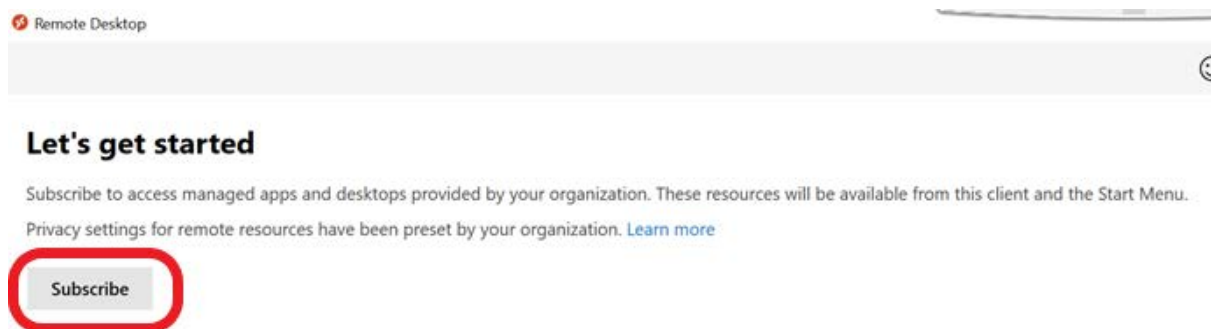 Remote Desktop
Let's get started
Subscribe to access managed apps and desktops provided by your organization. These resources will be available from this client and the Start Menu.
Privacy settings for remote resources have been preset by your organization. Learn more
Subscribe